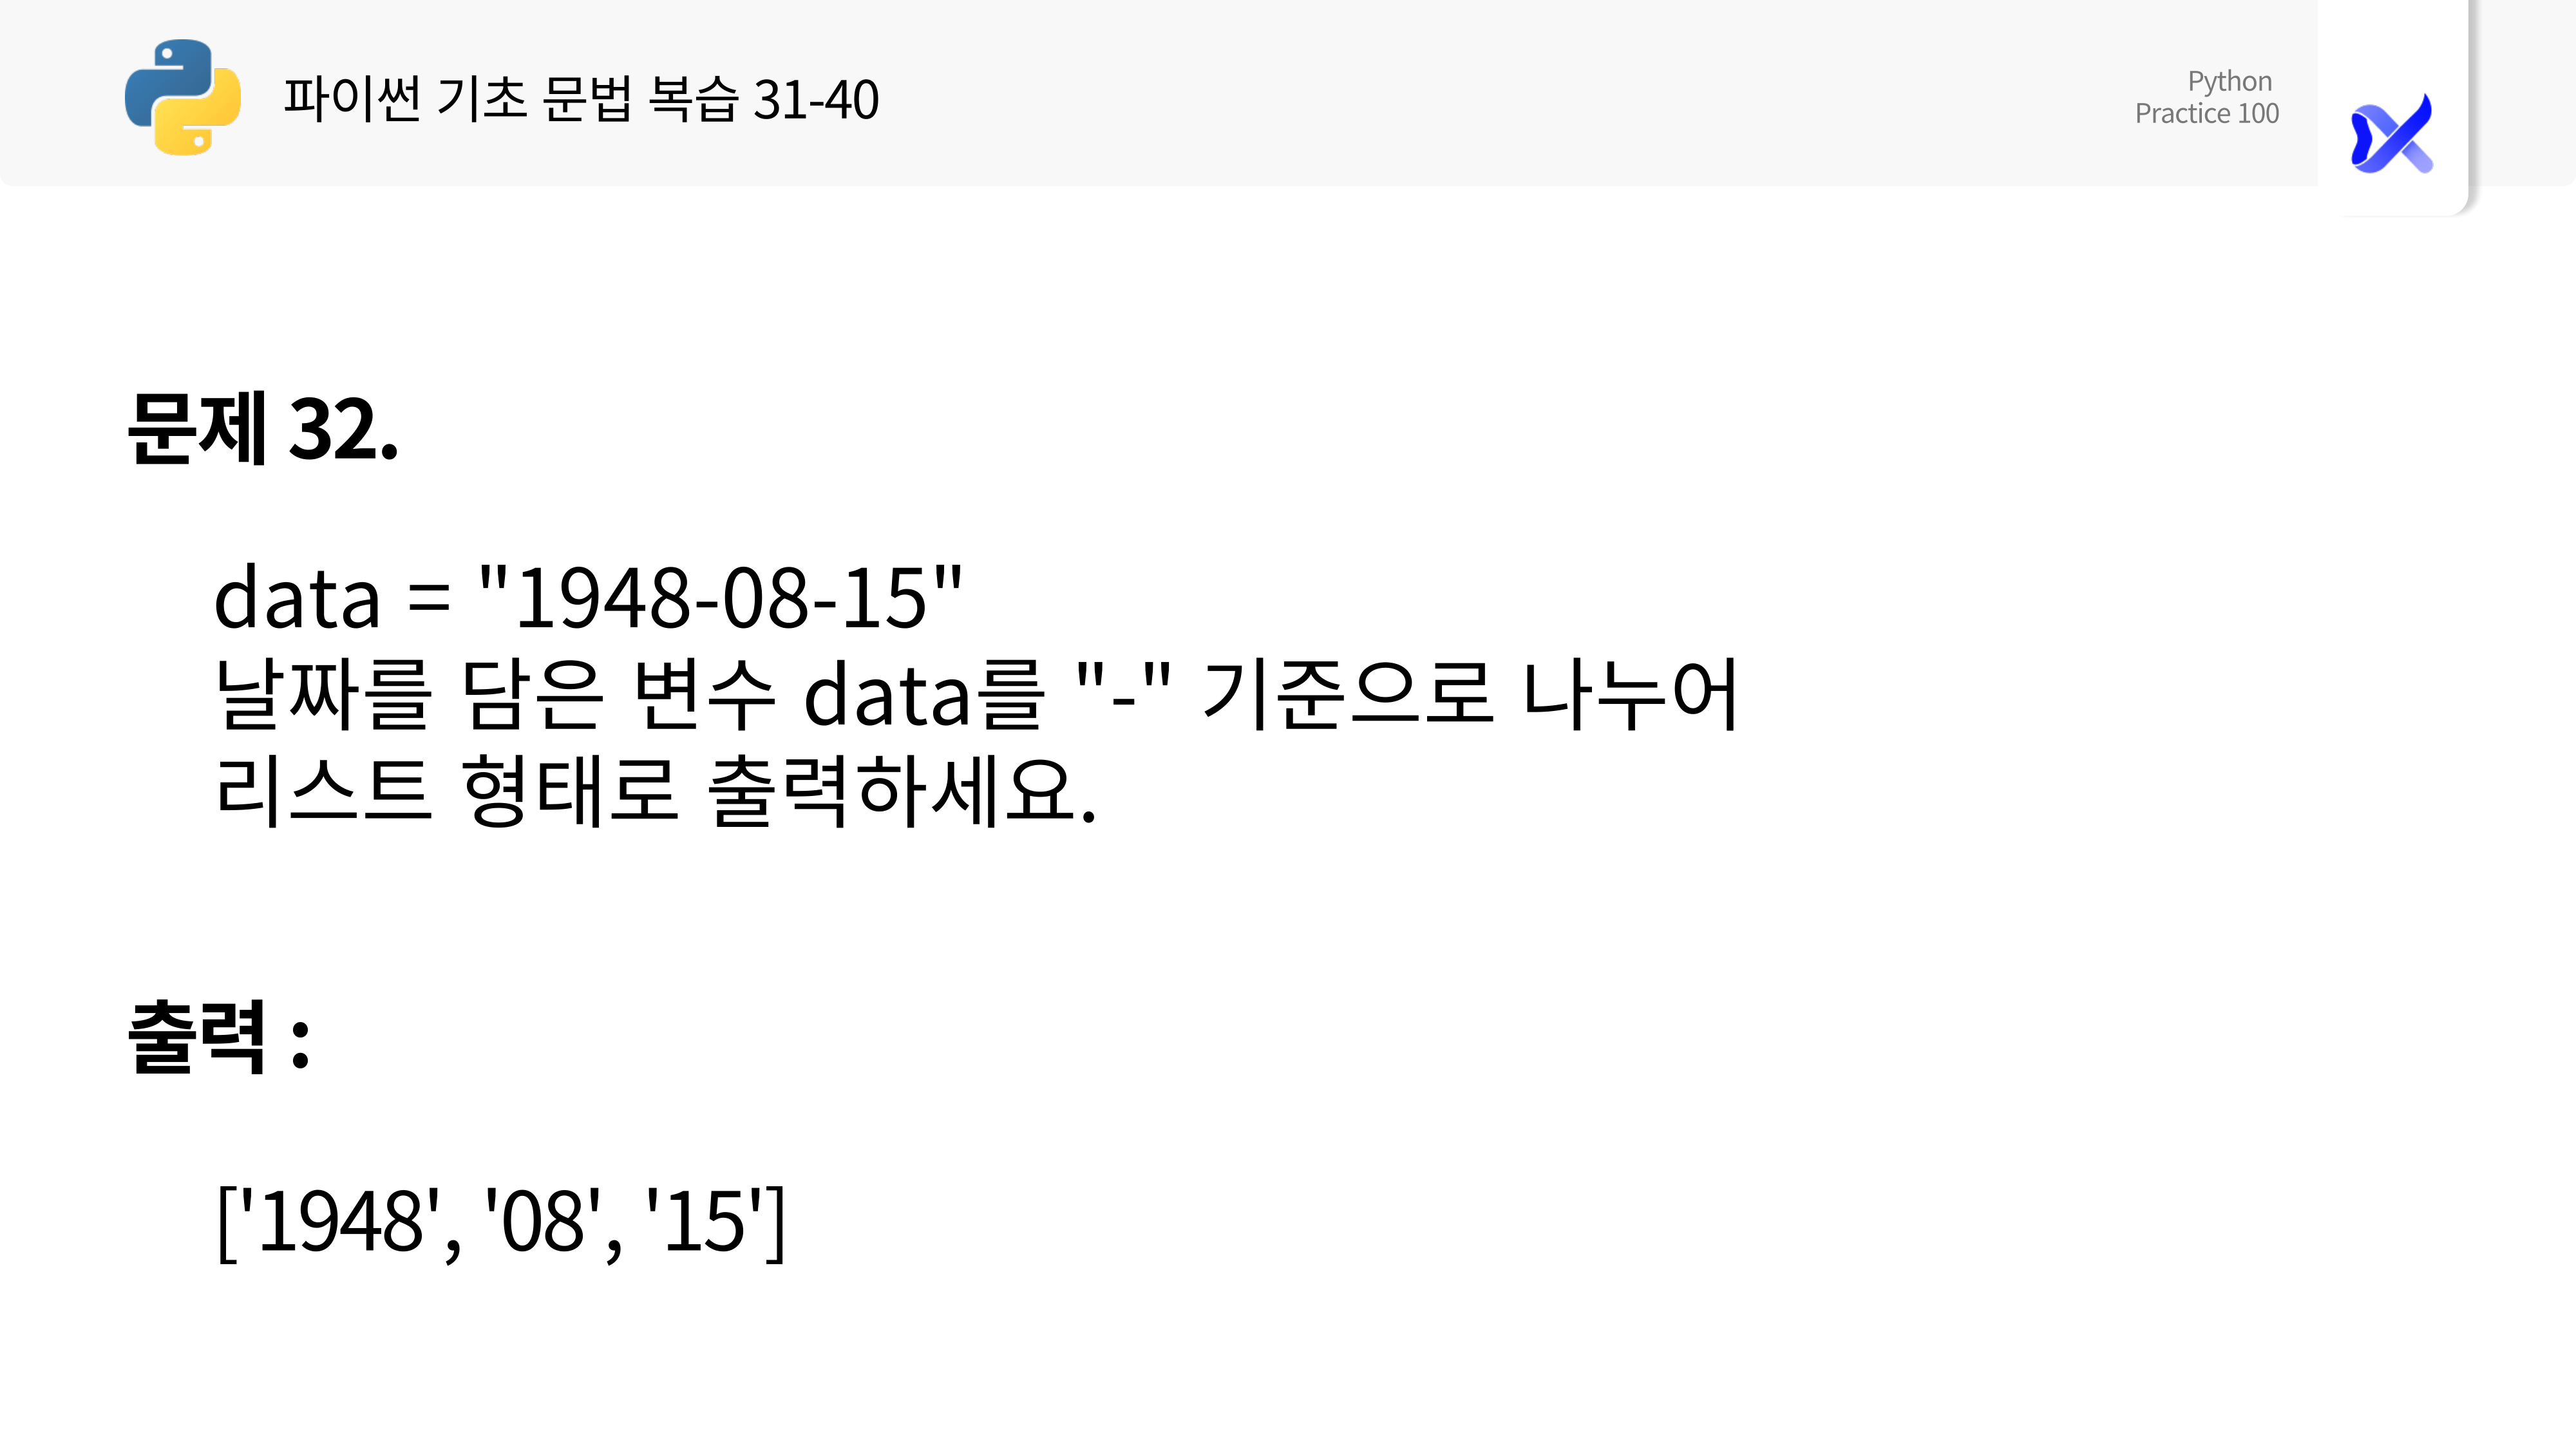 파이썬 기초 문법 복습 31-40
Python
Practice 100
문제 32.
data = "1948-08-15"
날짜를 담은 변수 data를 "-" 기준으로 나누어
리스트 형태로 출력하세요.
출력 :
['1948', '08', '15']